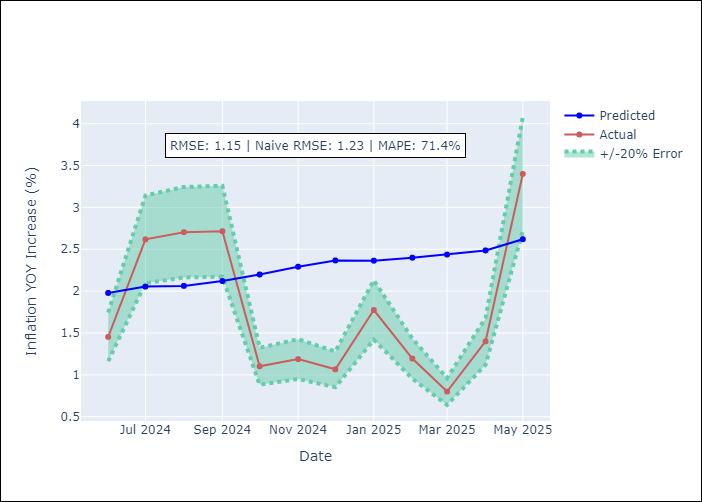 RMSE: 1.15 | Naive RMSE: 1.23 | MAPE: 71.4%
Predicted
Actual
+/-20% Error
4
3.5
3
2.5
2
1.5
1
0.5
Inflation YOY Increase (%)
Jul 2024 Sep 2024 Nov 2024 Jan 2025 Mar 2025 May 2025
Date